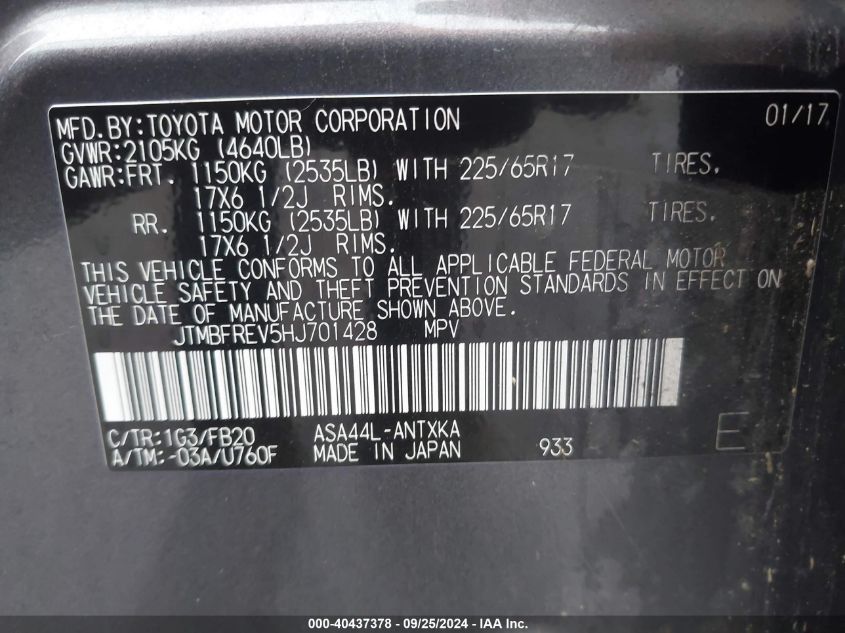 MFD.BY:TOYOTA MOTOR CORPORATION 01/17
GVWR:2105KG (4640LB)
GAWR:FRT. 1150KG (2535LB) WITH 225/65R17 TIRES.
17X6 1/2J RIMS.
RR. 1150KG (2535LB) WITH 225/65R17 TIRES.
17X6 1/2J RIMS.
THIS VEHICLE CONFORMS TO ALL APPLICABLE FEDERAL MOTOR
VEHICLE SAFETY AND THEFT PREVENTION STANDARDS IN EFFECT ON
THE DATE OF MANUFACTURE SHOWN ABOVE.
JTMBFREV5HJ701428 MPV
C/TR:1G3/FB20 ASA44L-ANTXKA
A/TM:-03A/U760F MADE IN JAPAN 933 E
000-40437378 - 09/25/2024 - IAA Inc.